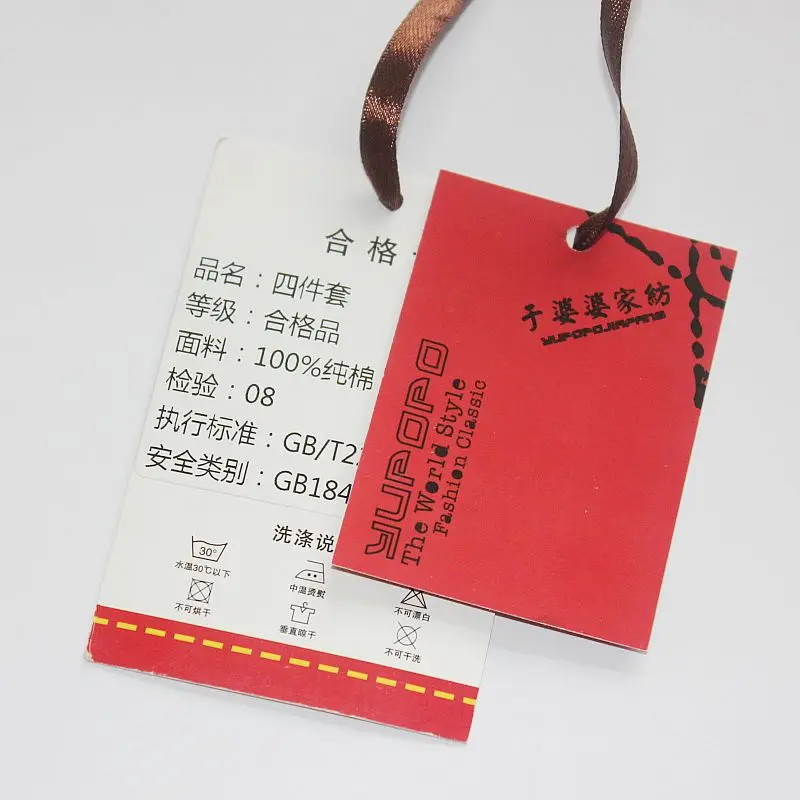 合格
品名：四件套
等级：合格品
面料：100%纯棉
检验：08
执行标准：GB/T2
安全类别：GB184
洗涤说
30°
水温30℃以下
中温熨熨
不可漂白
不可烘干
垂直晾干
不可干洗
于婆婆家纺
YUPOPOJIAFANG
YUPOPO
The World Style
Fashion Classic